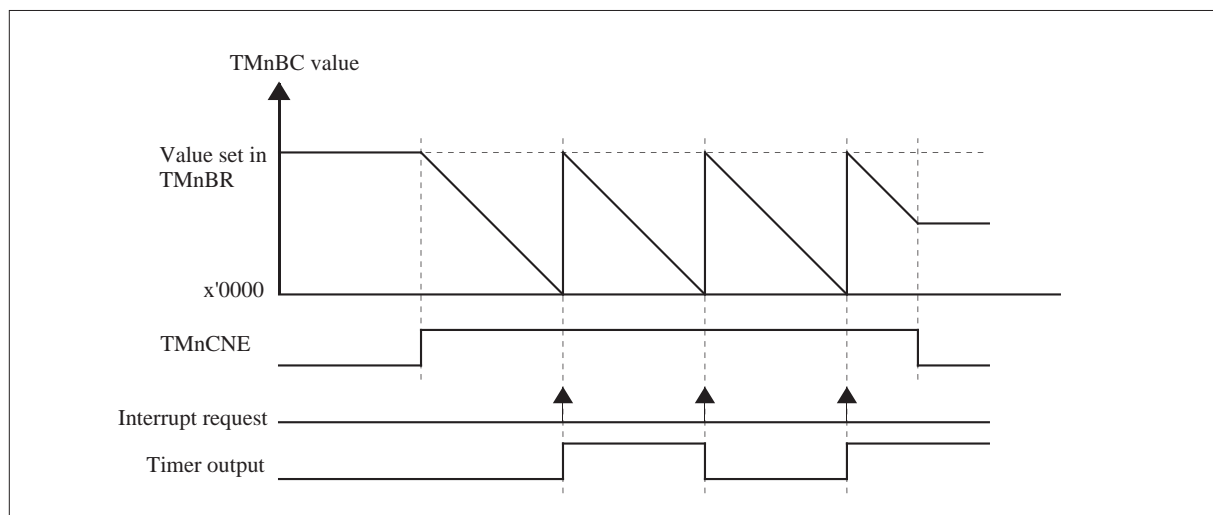 TMnBC value
Value set in
TMnBR
x'0000
TMnCNE
Interrupt request
Timer output